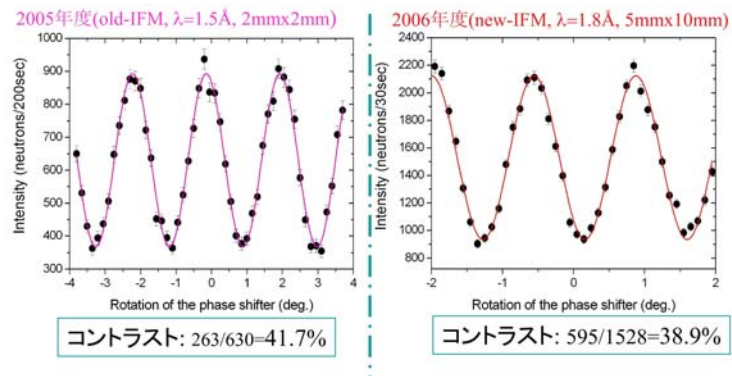 2005年度(old-IFM, λ=1.5Å, 2mmx2mm)
1000
900
800
700
600
500
400
300
Intensity (neutrons/200sec)
-4 -3 -2 -1 0 1 2 3 4
Rotation of the phase shifter (deg.)
コントラスト: 263/630=41.7%
2006年度(new-IFM, λ=1.8Å, 5mmx10mm)
2400
2200
2000
1800
1600
1400
1200
1000
800
Intensity (neutrons/30sec)
-2 -1 0 1 2
Rotation of the phase shifter (deg.)
コントラスト: 595/1528=38.9%